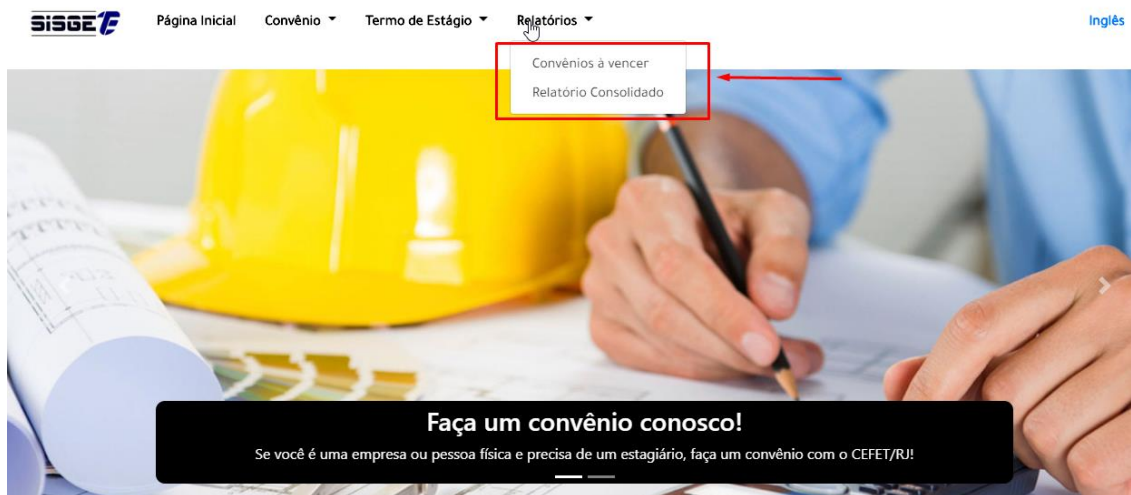 SISGE
Página Inicial
Convênio
Termo de Estágio
Relatórios
Inglês
Convênios à vencer
Relatório Consolidado
Faça um convênio conosco!
Se você é uma empresa ou pessoa física e precisa de um estagiário, faça um convênio com o CEFET/RJ!